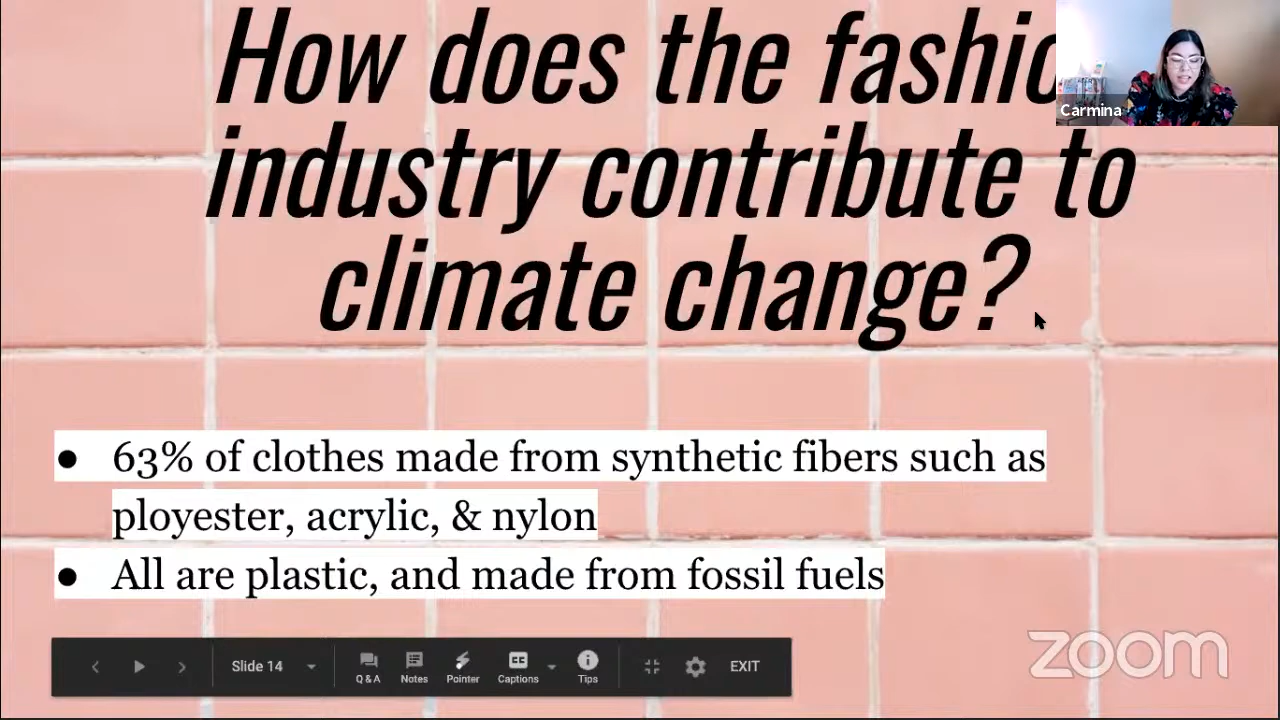 How does the fashio
industry contribute to
climate change?
Carmina
● 63% of clothes made from synthetic fibers such as
ployester, acrylic, & nylon
● All are plastic, and made from fossil fuels
Slide 14
Q & A
Notes
Pointer
CC
Captions
Tips
EXIT
zoom